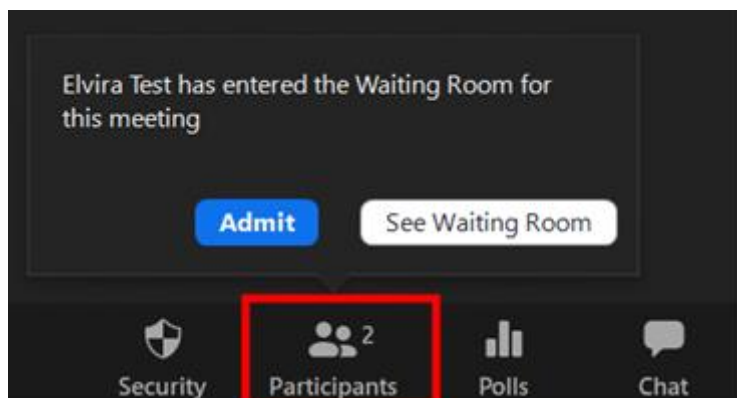 Elvira Test has entered the Waiting Room for
this meeting
Admit
See Waiting Room
2
Security
Participants
Polls
Chat